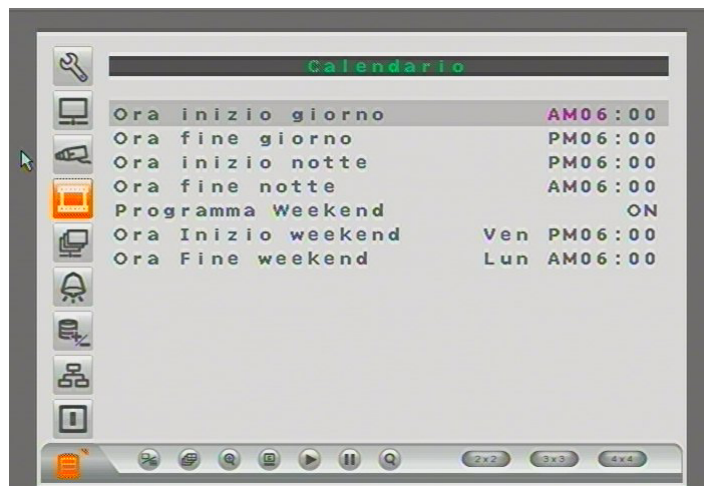 Calendario
Ora inizio giorno AM06:00
Ora fine giorno PM06:00
Ora inizio notte PM06:00
Ora fine notte AM06:00
Programma Weekend ON
Ora Inizio weekend Ven PM06:00
Ora Fine weekend Lun AM06:00
2x2 3x3 4x4